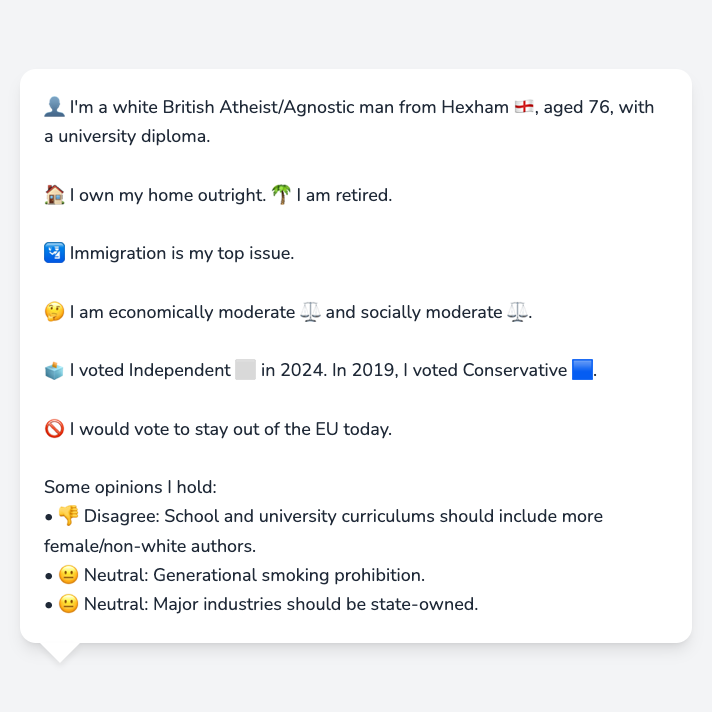 👤 I'm a white British Atheist/Agnostic man from Hexham 🏴󠁧󠁢󠁥󠁮󠁧󠁿, aged 76, with
a university diploma.
🏠 I own my home outright. 🌴 I am retired.
🛂 Immigration is my top issue.
🤔 I am economically moderate ⚖️ and socially moderate ⚖️.
🗳️ I voted Independent ⬜ in 2024. In 2019, I voted Conservative 🟦.
🚫 I would vote to stay out of the EU today.
Some opinions I hold:
• 👎 Disagree: School and university curriculums should include more
female/non-white authors.
• 😐 Neutral: Generational smoking prohibition.
• 😐 Neutral: Major industries should be state-owned.